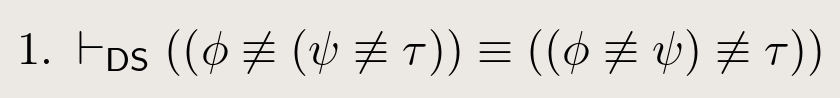 1. ⊢DS ((ϕ ≢ (ψ ≢ τ)) ≡ ((ϕ ≢ ψ) ≢ τ))